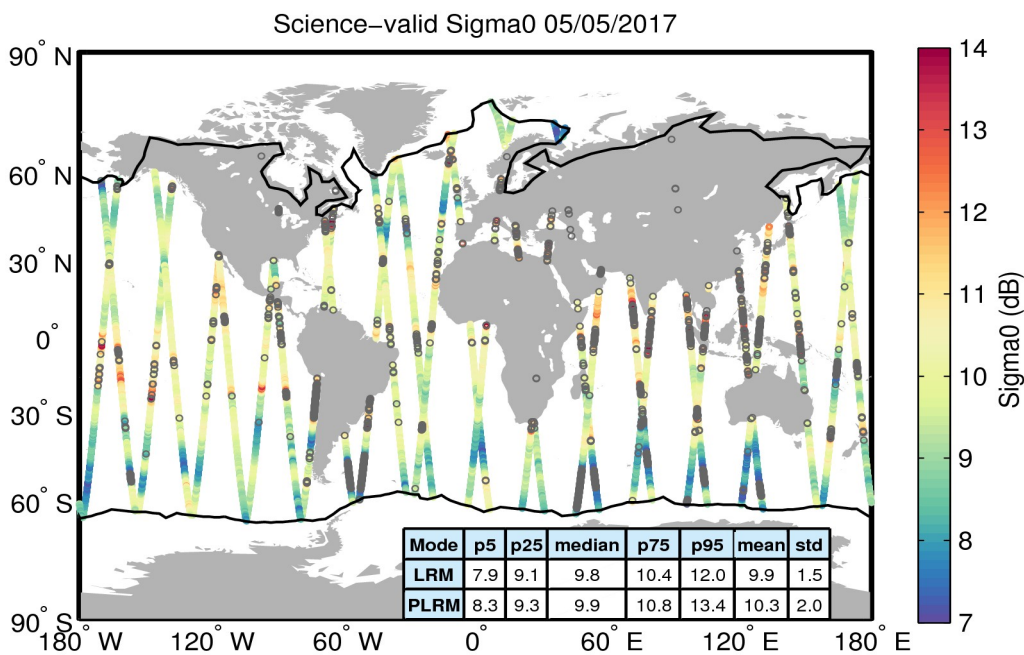 Science−valid Sigma0 05/05/2017
90° N
60° N
30° N
0°
30° S
60° S
90° S
180° W
120° W
60° W
0°
60° E
120° E
180° E
14
13
12
11
10
9
8
7
Sigma0 (dB)
Mode p5 p25 median p75 p95 mean std
LRM 7.9 9.1 9.8 10.4 12.0 9.9 1.5
PLRM 8.3 9.3 9.9 10.8 13.4 10.3 2.0